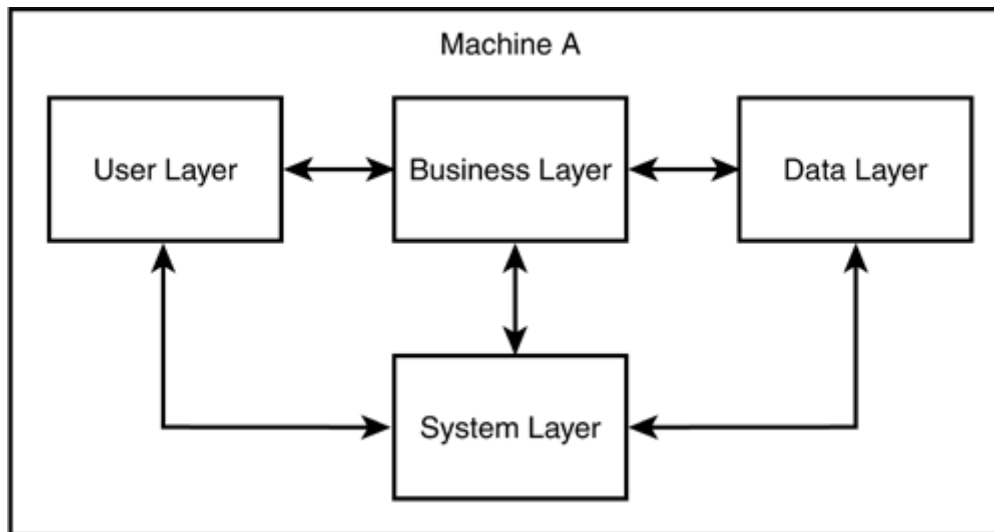 Machine A
User Layer
Business Layer
Data Layer
System Layer